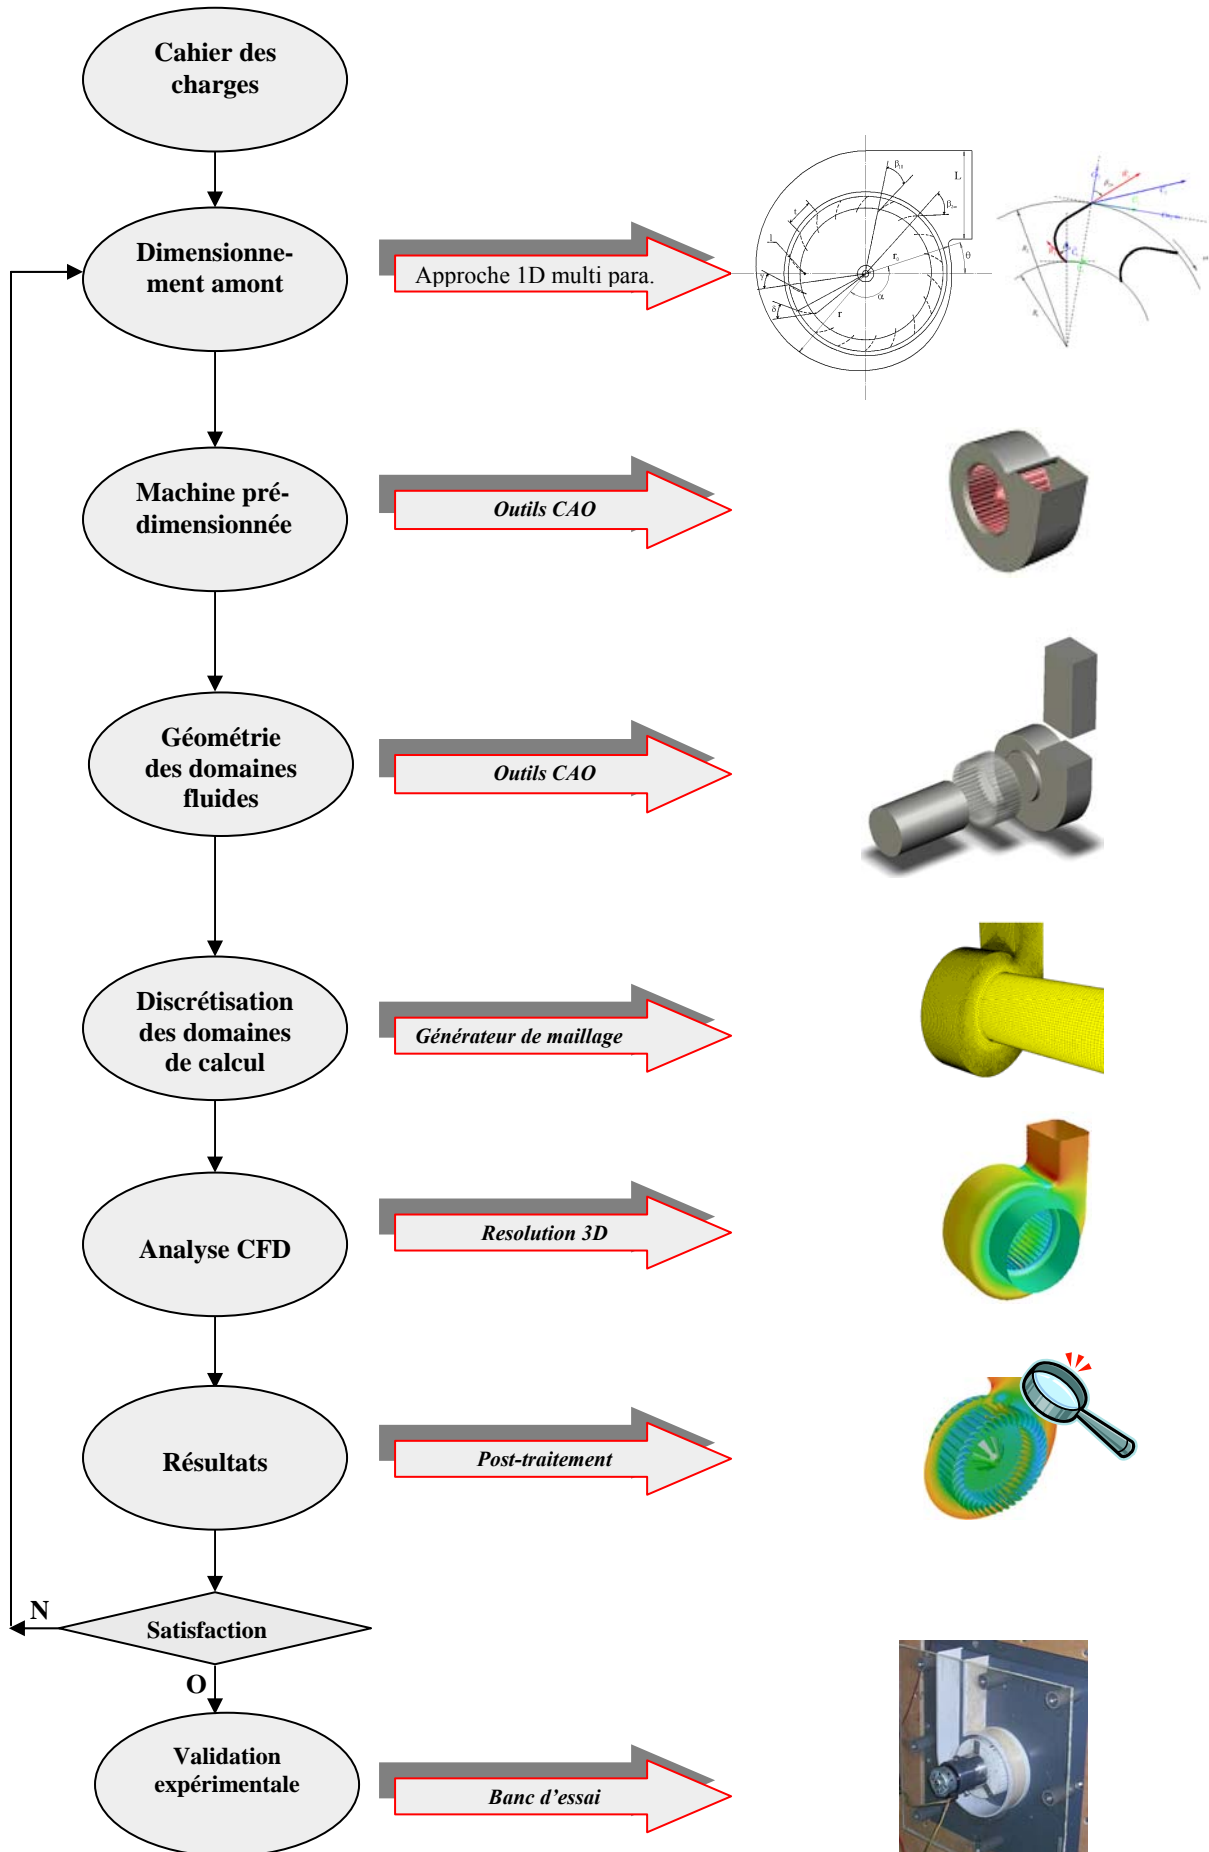 Cahier des
charges
Dimensionne-
ment amont
Approche 1D multi para.
β
L
β
t
l
r₀
θ
γ
α
δ
r
Machine pré-
dimensionnée
Outils CAO
Géométrie
des domaines
fluides
Outils CAO
Discrétisation
des domaines
de calcul
Générateur de maillage
Analyse CFD
Resolution 3D
Résultats
Post-traitement
N
Satisfaction
O
Validation
expérimentale
Banc d’essai